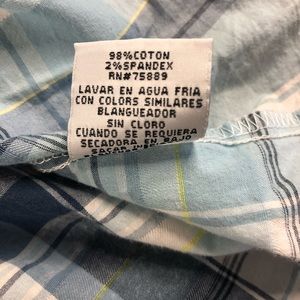 98%COTON
2%SPANDEX
RN#75889
LAVAR EN AGUA FRIA
CON COLORS SIMILARES
BLANGUEADOR
SIN CLORO
CUANDO SE REQUIERA
SECADORA EN BAJO
SACAR